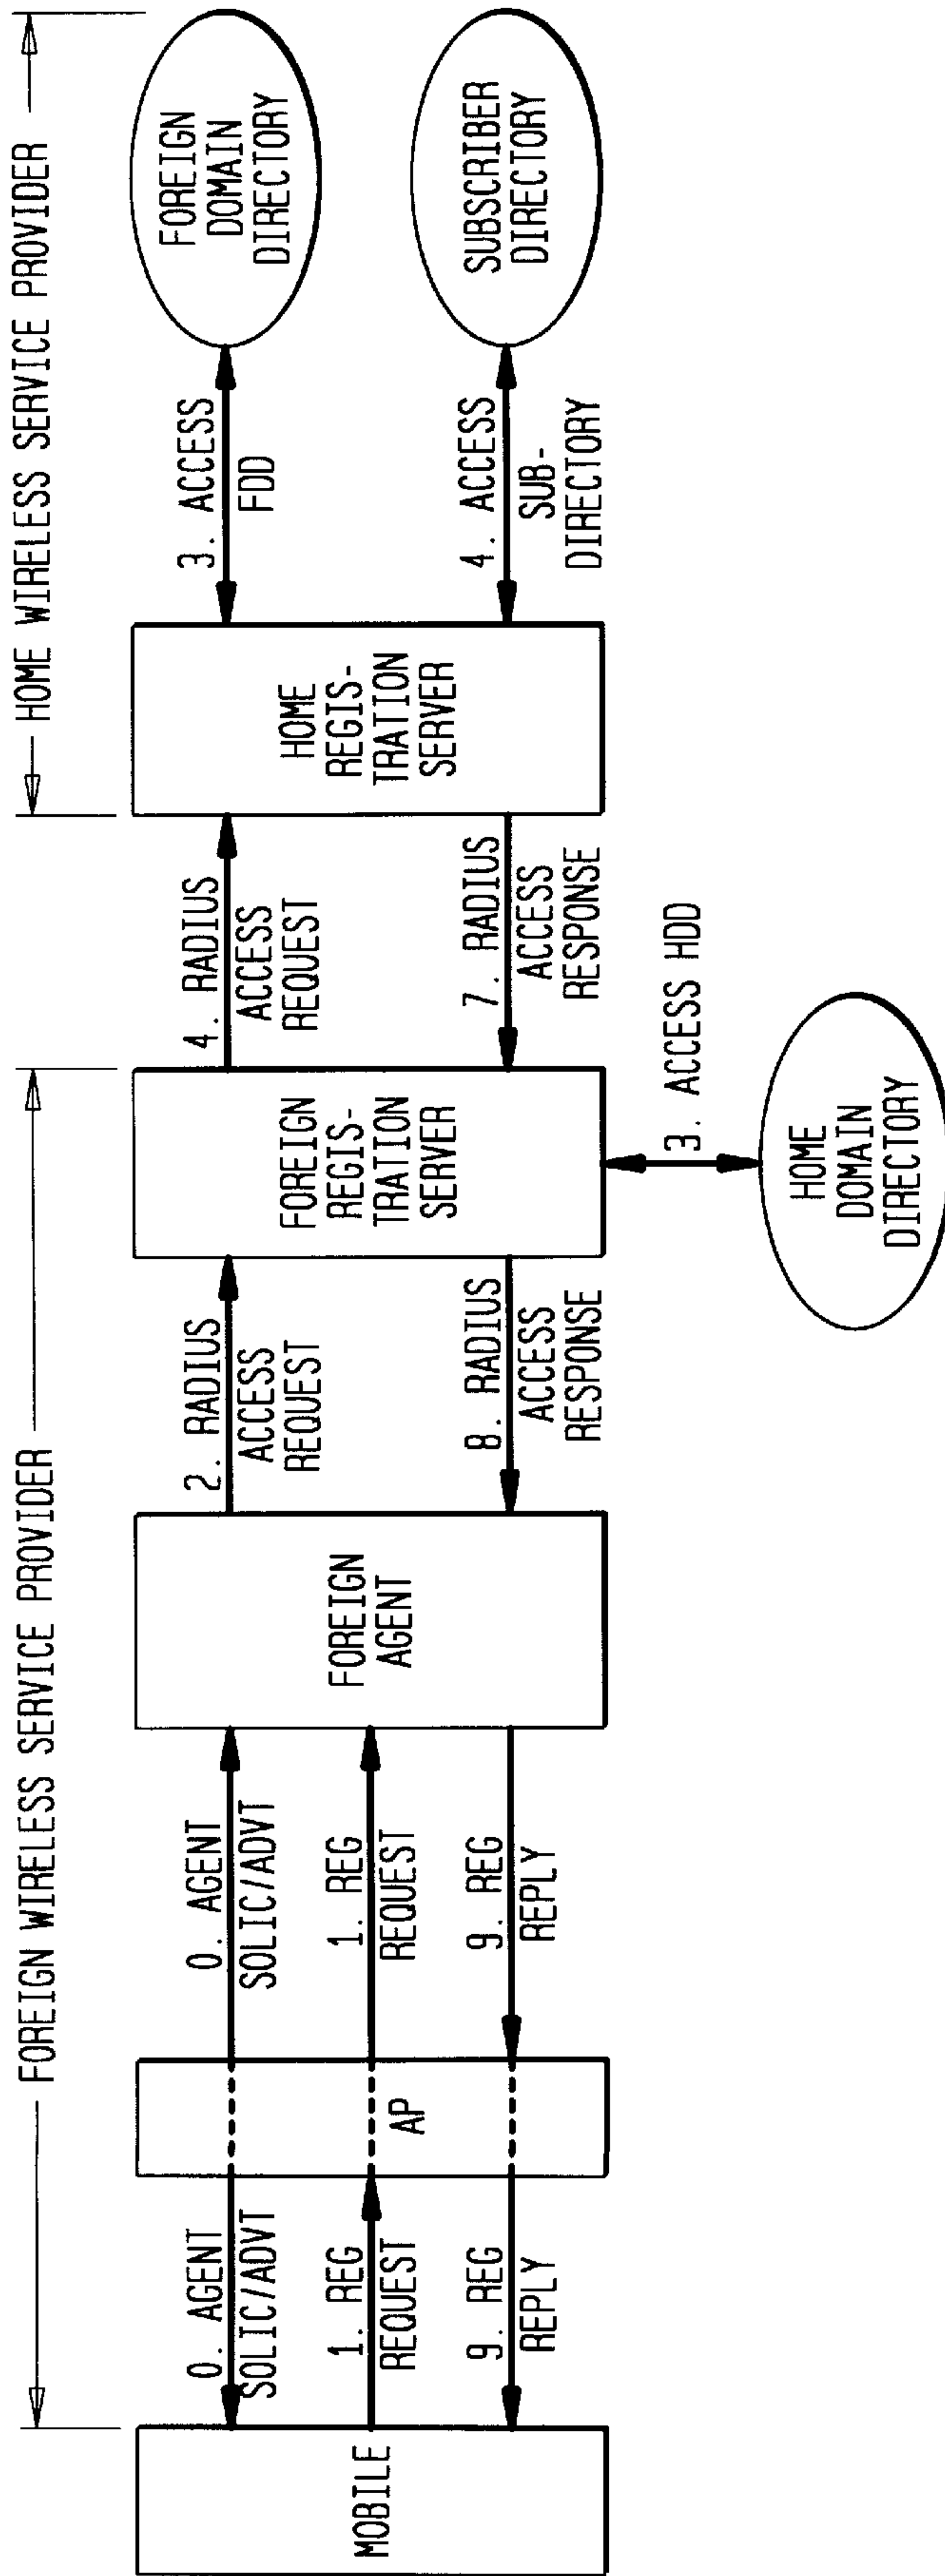 FOREIGN WIRELESS SERVICE PROVIDER
HOME WIRELESS SERVICE PROVIDER
MOBILE
0. AGENT
SOLIC/ADVT
1. REG
REQUEST
9. REG
REPLY
AP
0. AGENT
SOLIC/ADVT
1. REG
REQUEST
9. REG
REPLY
FOREIGN
AGENT
2. RADIUS
ACCESS
REQUEST
8. RADIUS
ACCESS
RESPONSE
FOREIGN
REGIS-
TRATION
SERVER
3. ACCESS HDD
HOME
DOMAIN
DIRECTORY
4. RADIUS
ACCESS
REQUEST
7. RADIUS
ACCESS
RESPONSE
HOME
REGIS-
TRATION
SERVER
3. ACCESS
FDD
4. ACCESS
SUB-
DIRECTORY
FOREIGN
DOMAIN
DIRECTORY
SUBSCRIBER
DIRECTORY